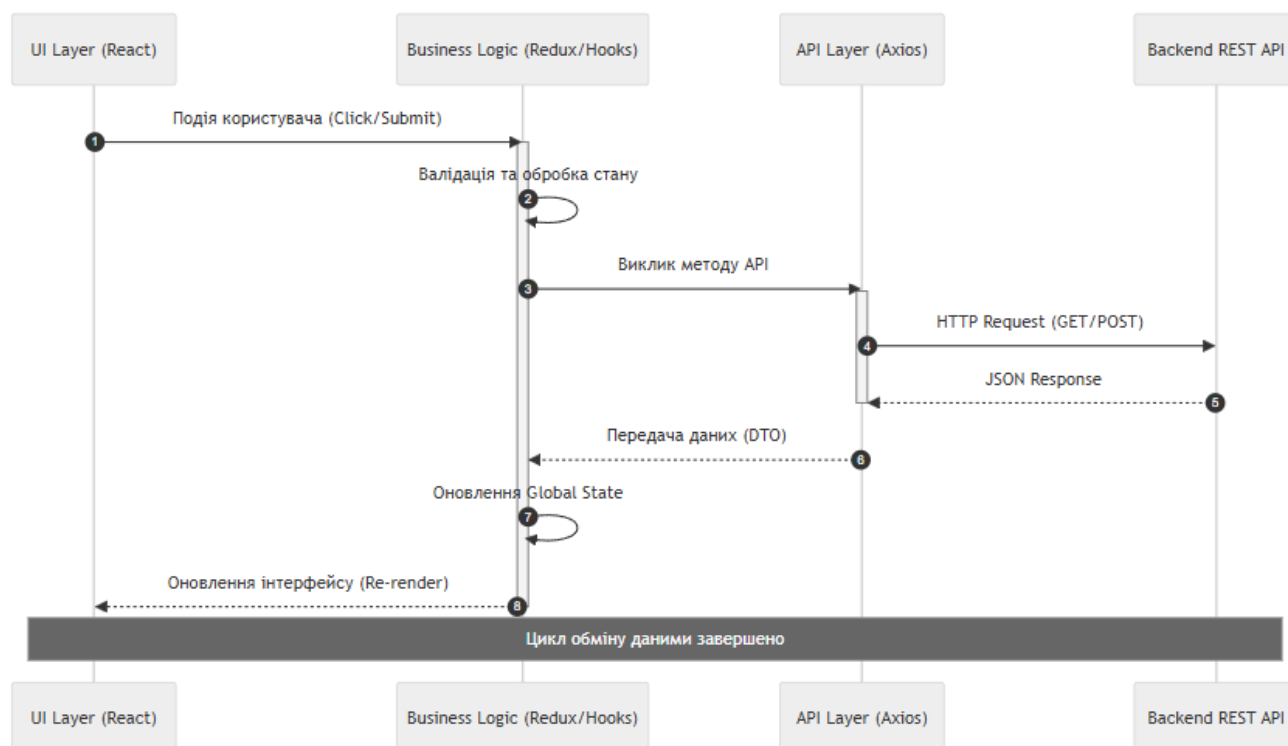 UI Layer (React)
Business Logic (Redux/Hooks)
API Layer (Axios)
Backend REST API
Подія користувача (Click/Submit)
1
Валідація та обробка стану
2
Виклик методу API
3
HTTP Request (GET/POST)
4
JSON Response
5
Передача даних (DTO)
6
Оновлення Global State
7
Оновлення інтерфейсу (Re-render)
8
Цикл обміну даними завершено
UI Layer (React)
Business Logic (Redux/Hooks)
API Layer (Axios)
Backend REST API